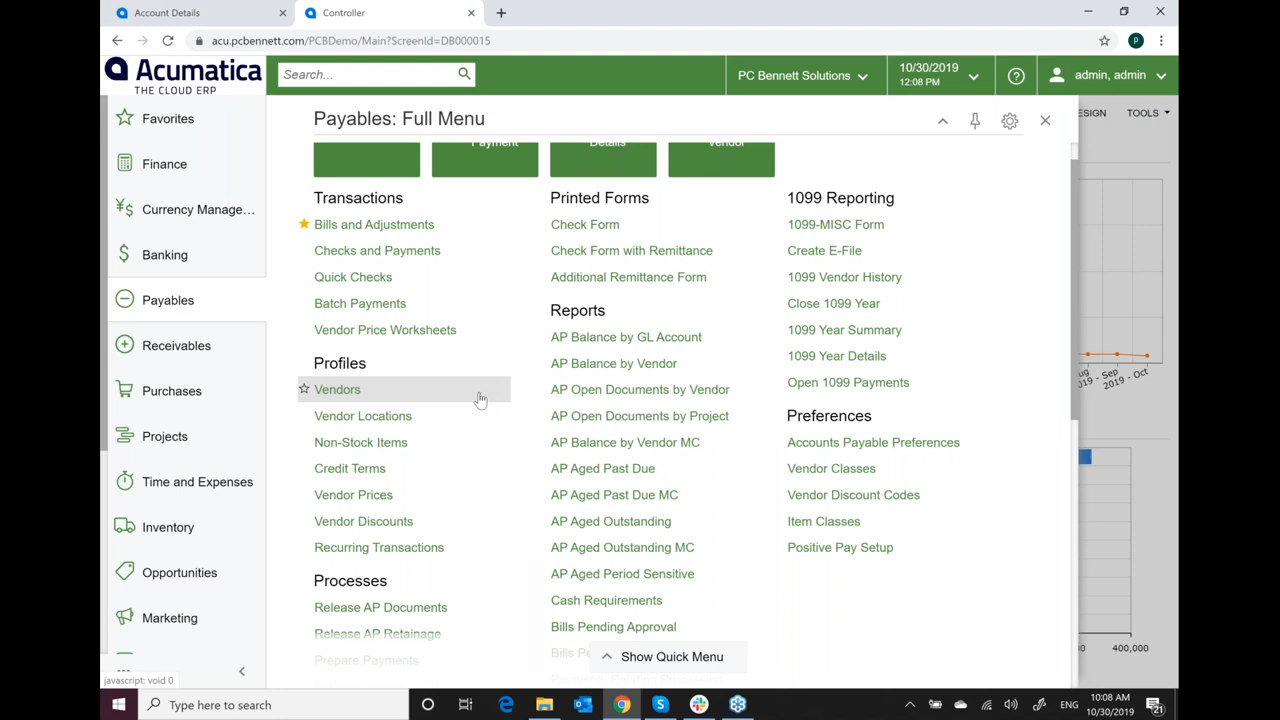 Account Details
Controller
acu.pcbennett.com/PCBDemo/Main?ScreenId=DB000015
Acumatica
THE CLOUD ERP
Search...
PC Bennett Solutions
10/30/2019
12:08 PM
admin, admin
Favorites
Finance
Currency Manage...
Banking
Payables
Receivables
Purchases
Projects
Time and Expenses
Inventory
Opportunities
Marketing
javascript: void 0
Payables: Full Menu
ESIGN
TOOLS
Payment
Details
Vendor
Transactions
Bills and Adjustments
Checks and Payments
Quick Checks
Batch Payments
Vendor Price Worksheets
Profiles
Vendors
Vendor Locations
Non-Stock Items
Credit Terms
Vendor Prices
Vendor Discounts
Recurring Transactions
Processes
Release AP Documents
Release AP Retainage
Prepare Payments
Printed Forms
Check Form
Check Form with Remittance
Additional Remittance Form
Reports
AP Balance by GL Account
AP Balance by Vendor
AP Open Documents by Vendor
AP Open Documents by Project
AP Balance by Vendor MC
AP Aged Past Due
AP Aged Past Due MC
AP Aged Outstanding
AP Aged Outstanding MC
AP Aged Period Sensitive
Cash Requirements
Bills Pending Approval
Show Quick Menu
1099 Reporting
1099-MISC Form
Create E-File
1099 Vendor History
Close 1099 Year
1099 Year Summary
1099 Year Details
Open 1099 Payments
Preferences
Accounts Payable Preferences
Vendor Classes
Vendor Discount Codes
Item Classes
Positive Pay Setup
2019 - Oct
400,000
Type here to search
ENG
10:08 AM
10/30/2019
21